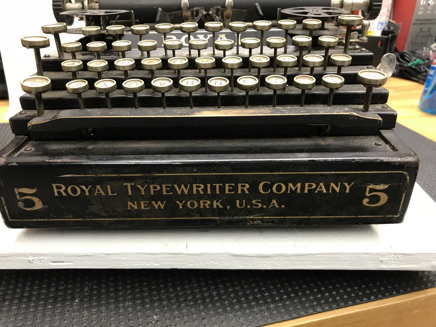 5 ROYAL TYPEWRITER COMPANY 5
NEW YORK, U.S.A.